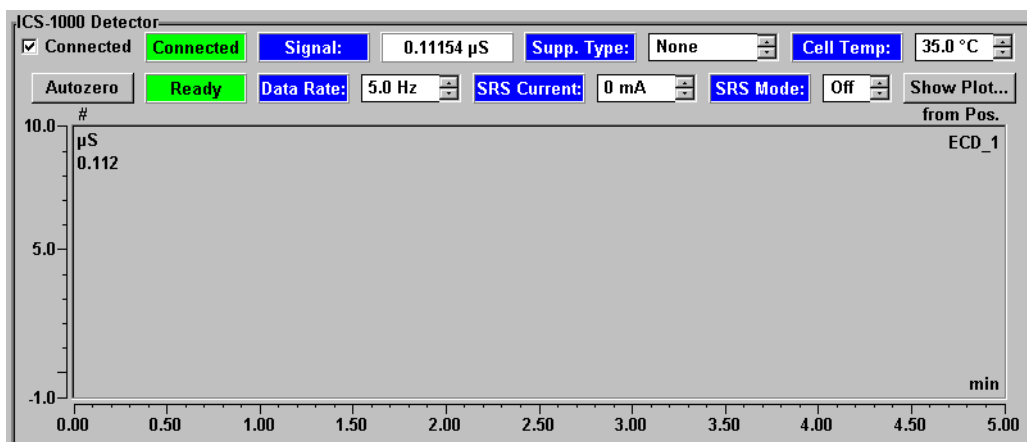 ICS-1000 Detector
Connected Connected Signal: 0.11154 µS Supp. Type: None Cell Temp: 35.0 °C
Autozero Ready Data Rate: 5.0 Hz SRS Current: 0 mA SRS Mode: Off Show Plot...
# from Pos.
10.0
µS ECD_1
0.112
5.0
min
-1.0
0.00 0.50 1.00 1.50 2.00 2.50 3.00 3.50 4.00 4.50 5.00